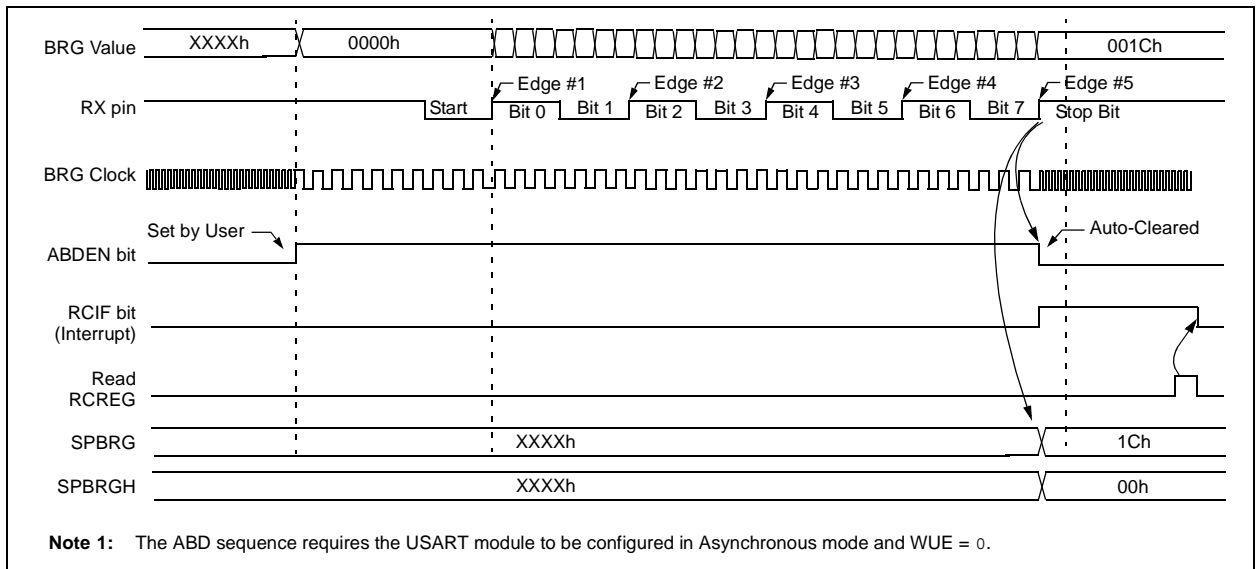 BRG Value XXXXh 0000h 001Ch
Edge #1 Edge #2 Edge #3 Edge #4 Edge #5
RX pin Start Bit 0 Bit 1 Bit 2 Bit 3 Bit 4 Bit 5 Bit 6 Bit 7 Stop Bit
BRG Clock
Set by User Auto-Cleared
ABDEN bit
RCIF bit
(Interrupt)
Read
RCREG
SPBRG XXXXh 1Ch
SPBRGH XXXXh 00h
Note 1: The ABD sequence requires the USART module to be configured in Asynchronous mode and WUE = 0.